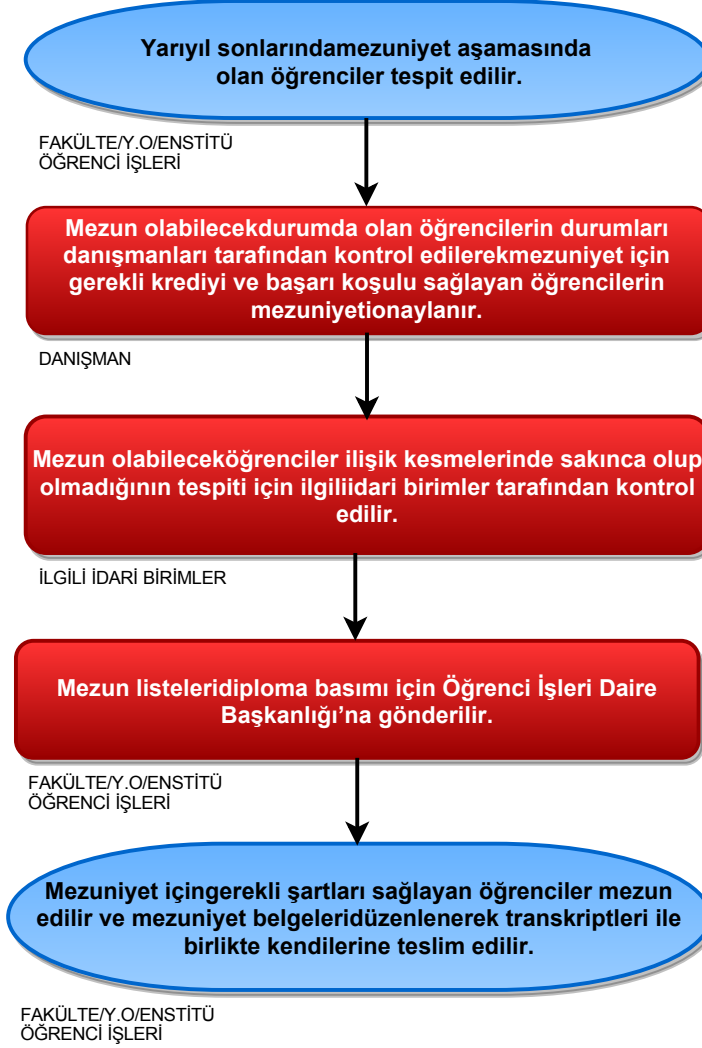 Yarıyıl sonlarındamezuniyet aşamasında
olan öğrenciler tespit edilir.
FAKÜLTE/Y.O/ENSTİTÜ
ÖĞRENCİ İŞLERİ
Mezun olabilecekdurumda olan öğrencilerin durumları
danışmanları tarafından kontrol edilerekmezuniyet için
gerekli krediyi ve başarı koşulu sağlayan öğrencilerin
mezuniyetionaylanır.
DANIŞMAN
Mezun olabileceköğrenciler ilişik kesmelerinde sakınca olup
olmadığının tespiti için ilgiliidari birimler tarafından kontrol
edilir.
İLGİLİ İDARİ BİRİMLER
Mezun listeleridiploma basımı için Öğrenci İşleri Daire
Başkanlığı’na gönderilir.
FAKÜLTE/Y.O/ENSTİTÜ
ÖĞRENCİ İŞLERİ
Mezuniyet içingerekli şartları sağlayan öğrenciler mezun
edilir ve mezuniyet belgeleridüzenlenerek transkriptleri ile
birlikte kendilerine teslim edilir.
FAKÜLTE/Y.O/ENSTİTÜ
ÖĞRENCİ İŞLERİ